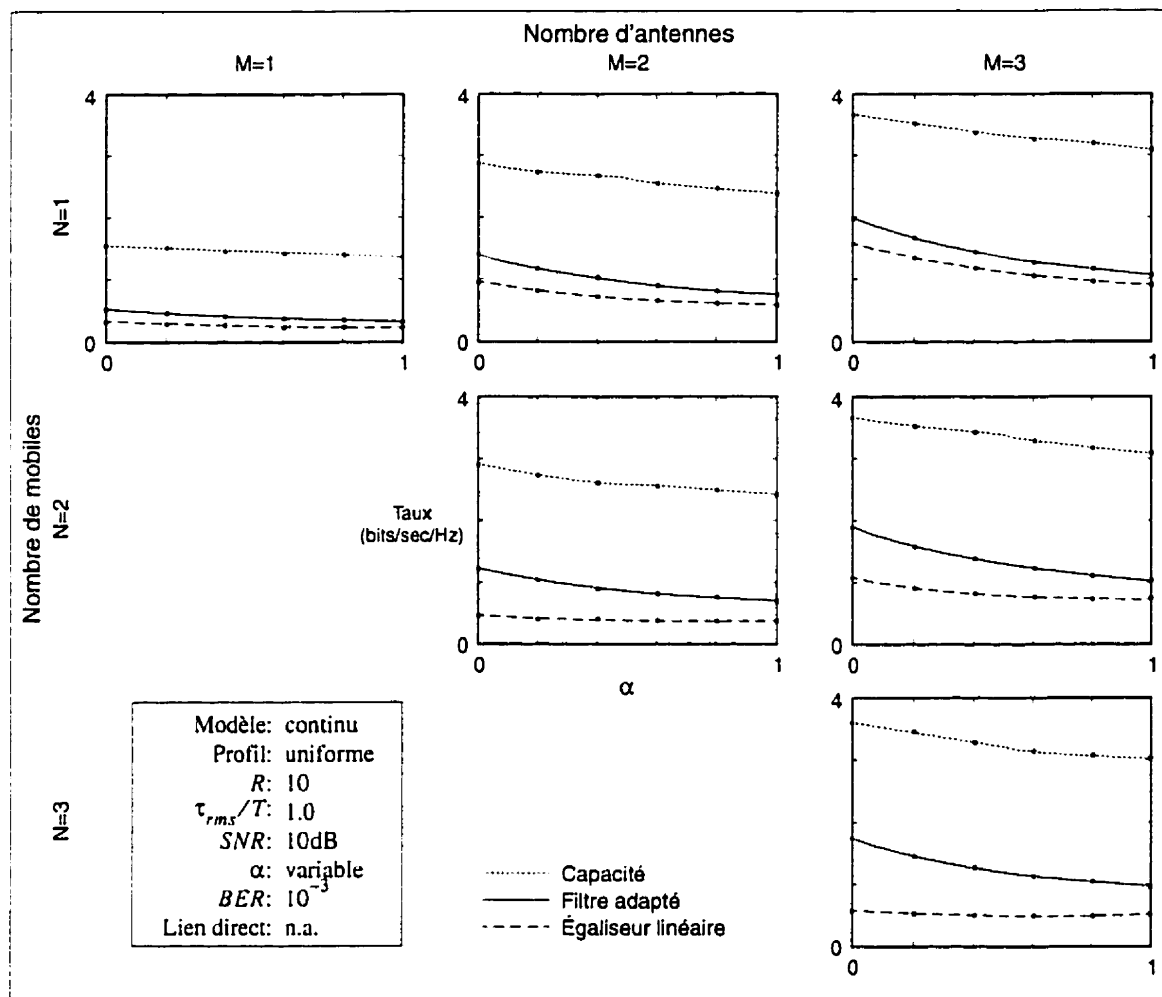 Nombre d'antennes
M=1 M=2 M=3
Nombre de mobiles
N=1
4
0
0 1
4
0
0 1
4
0
0 1
N=2
Taux
(bits/sec/Hz)
4
0
0 1
α
4
0
0 1
N=3
Modèle: continu
Profil: uniforme
R: 10
τrms/T: 1.0
SNR: 10dB
α: variable
BER: 10⁻³
Lien direct: n.a.
Capacité
Filtre adapté
Égaliseur linéaire
4
0
0 1